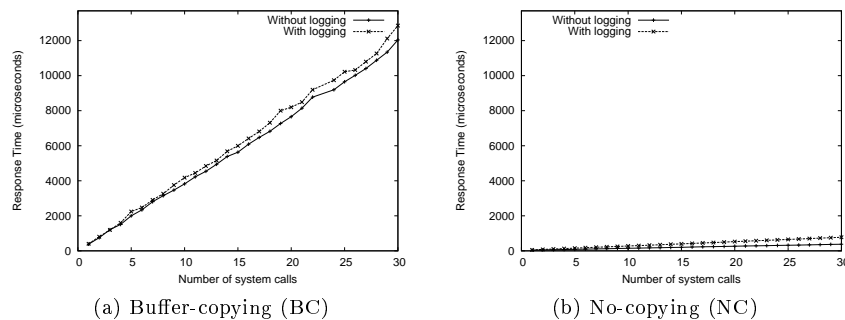 Without logging
With logging
12000
10000
8000
6000
4000
2000
0
Response Time (microseconds)
0 5 10 15 20 25 30
Number of system calls
(a) Buffer-copying (BC)
Without logging
With logging
12000
10000
8000
6000
4000
2000
0
Response Time (microseconds)
0 5 10 15 20 25 30
Number of system calls
(b) No-copying (NC)